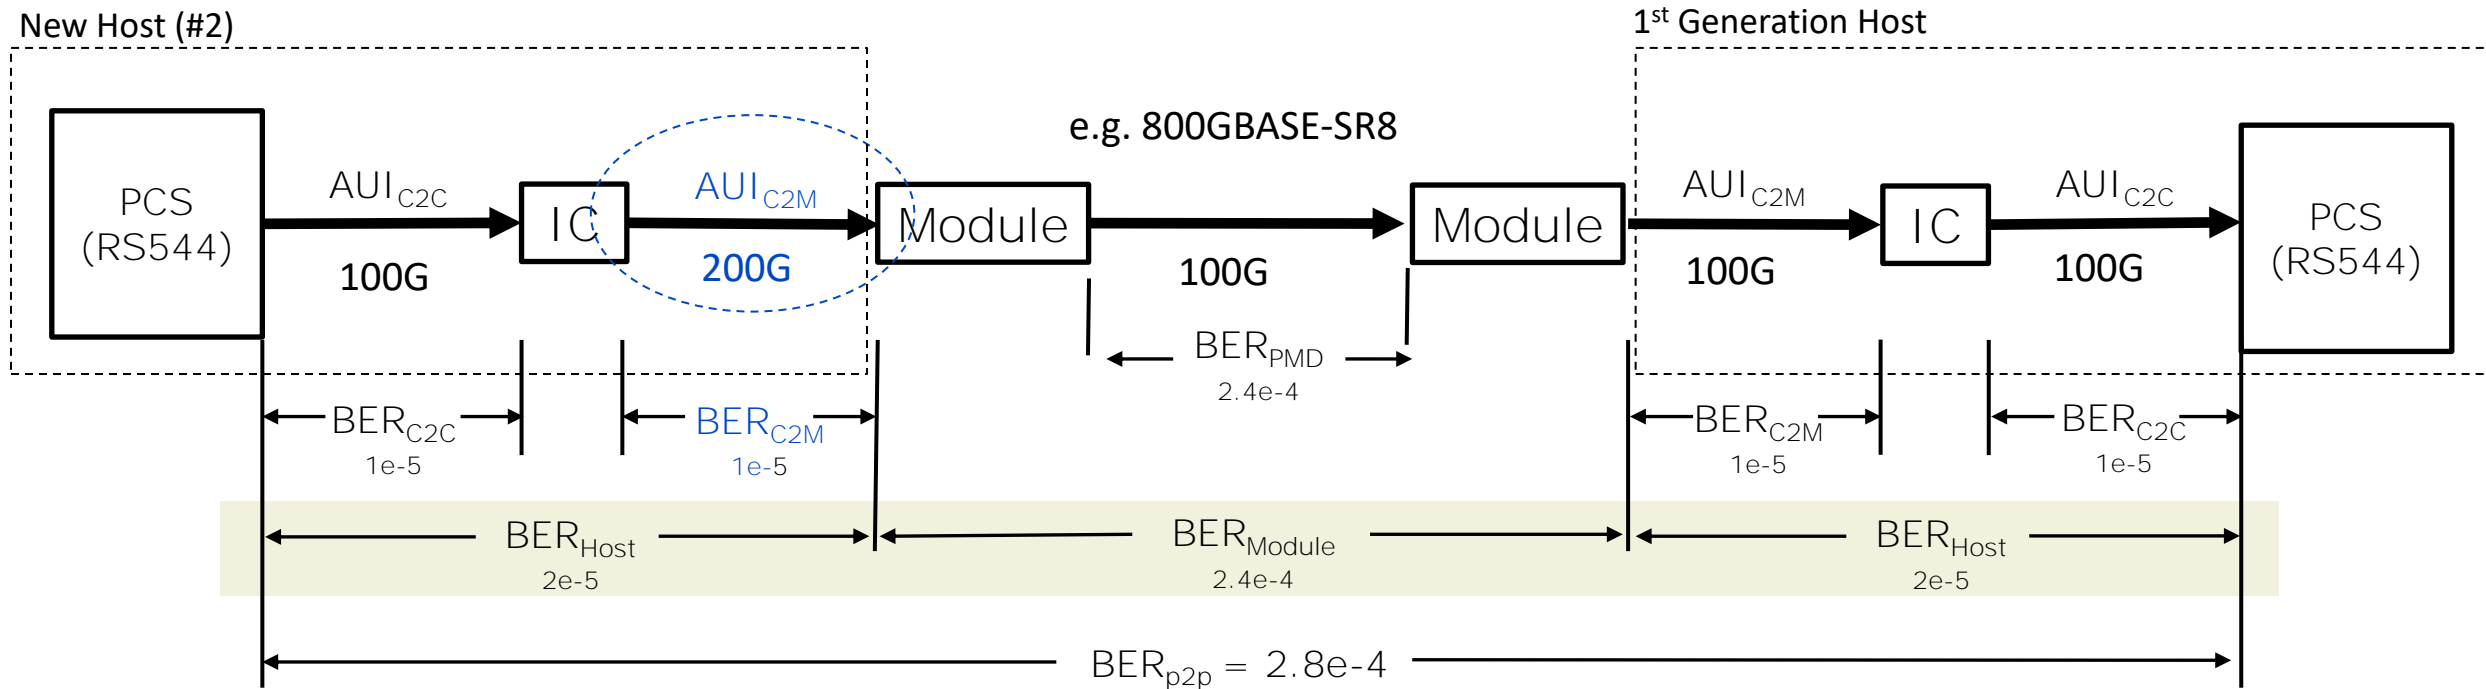 New Host (#2)
1st Generation Host
e.g. 800GBASE-SR8
PCS
(RS544)
AUIC2C
100G
IC
AUIC2M
200G
Module
100G
Module
AUIC2M
100G
IC
AUIC2C
100G
PCS
(RS544)
BERPMD
2.4e-4
BERC2C
1e-5
BERC2M
1e-5
BERC2M
1e-5
BERC2C
1e-5
BERHost
2e-5
BERModule
2.4e-4
BERHost
2e-5
BERp2p = 2.8e-4